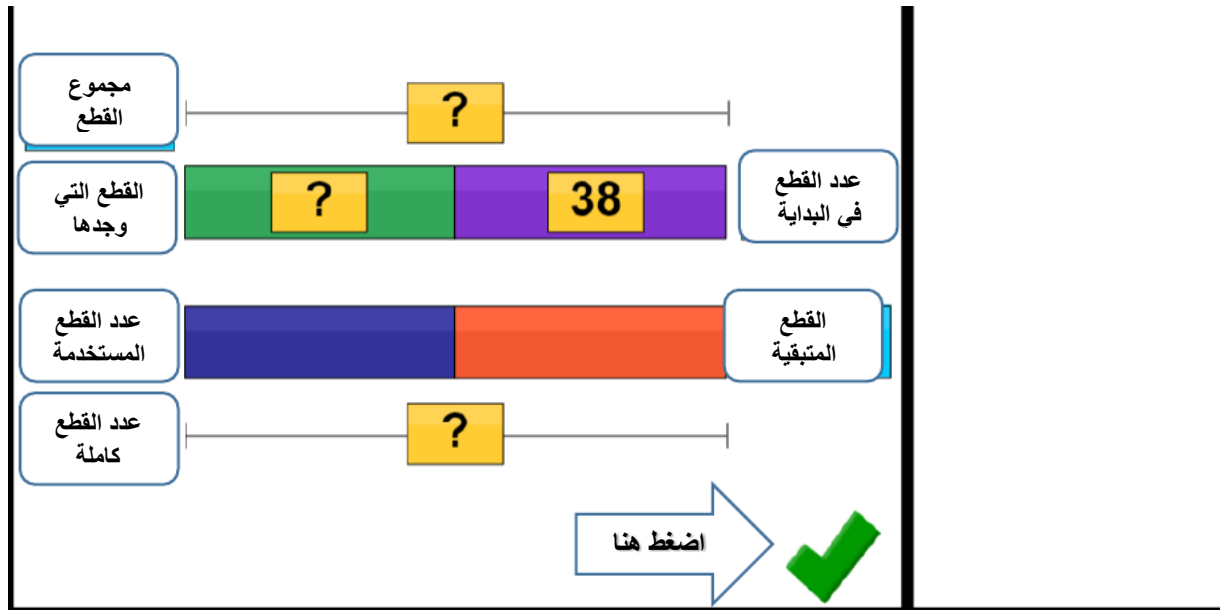 مجموع
القطع
?
القطع التي
وجدها
?
38
عدد القطع
في البداية
عدد القطع
المستخدمة
القطع
المتبقية
عدد القطع
كاملة
?
اضغط هنا